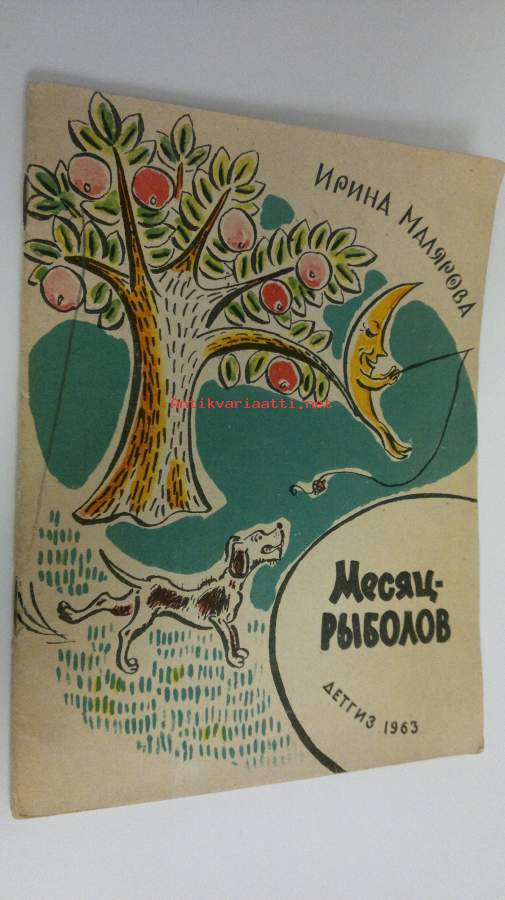 ИРИНА МАЛЯРОВА
Antikvariaatti.net
Месяц-
РЫБОЛОВ
ДЕТГИЗ 1963